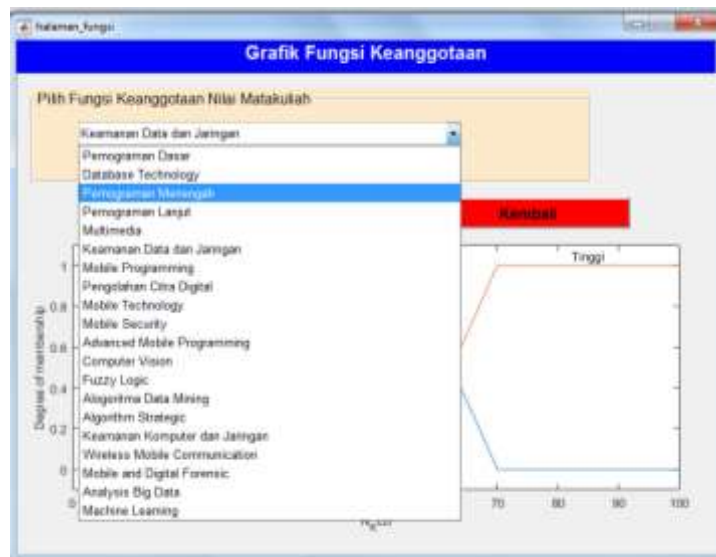 halaman_fungsi
Grafik Fungsi Keanggotaan
Pilih Fungsi Keanggotaan Nilai Matakuliah
Keamanan Data dan Jaringan
Pemograman Dasar
Database Technology
Pemograman Menengah
Pemograman Lanjut
Multimedia
Keamanan Data dan Jaringan
Mobile Programming
Pengolahan Citra Digital
Mobile Technology
Mobile Security
Advanced Mobile Programming
Computer Vision
Fuzzy Logic
Alogoritma Data Mining
Algorithm Strategic
Keamanan Komputer dan Jaringan
Wireless Mobile Communication
Mobile and Digital Forensic
Analysis Big Data
Machine Learning
Kembali
Tinggi
Degree of membership
1
0.8
0.6
0.4
0.2
0
0
70
80
90
100